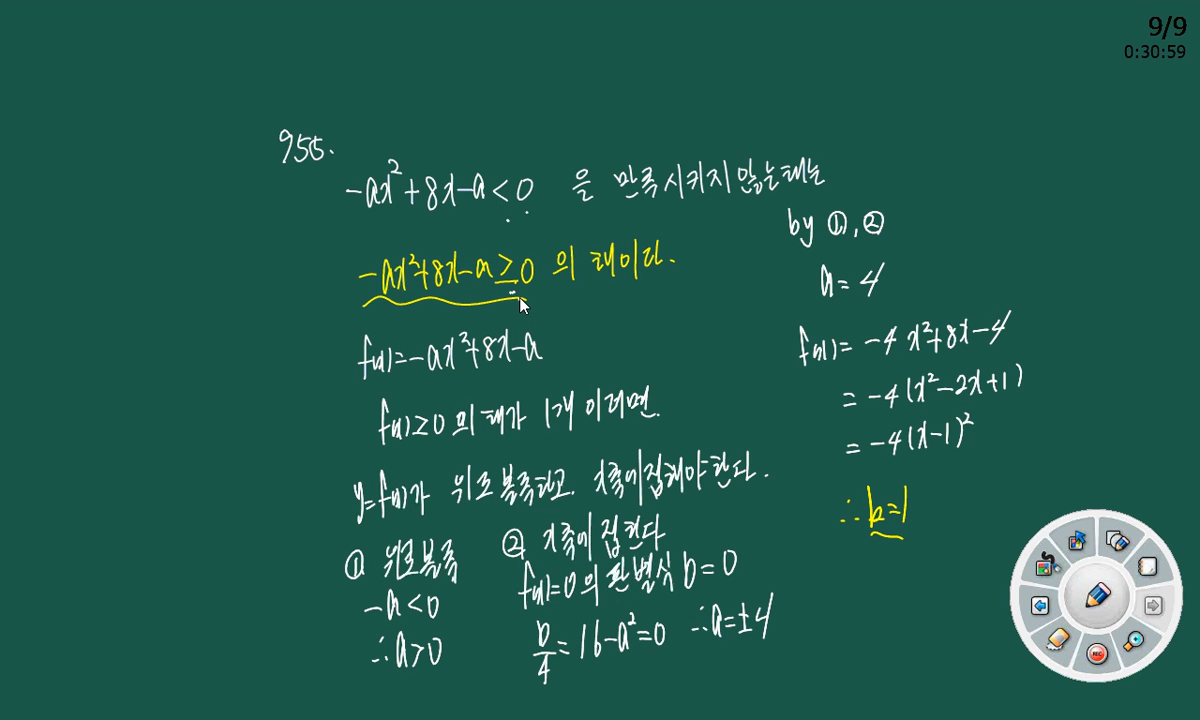 9/9
0:30:59
955.
-ax²+8x-a<0 을 만족시키지 않는 해는
-ax²+8x-a≥0 의 해이다.
f(x)=-ax²+8x-a
f(x)≥0 의 해가 1개 이려면
y=f(x)가 위로 볼록하고 x축에 접해야 한다.
① 위로볼록
-a<0
∴a>0
② x축에 접한다
f(x)=0의 판별식 D=0
D/4=16-a²=0 ∴a=±4
by ①, ②
a=4
f(x)=-4x²+8x-4
=-4(x²-2x+1)
=-4(x-1)²
∴b=1
REC